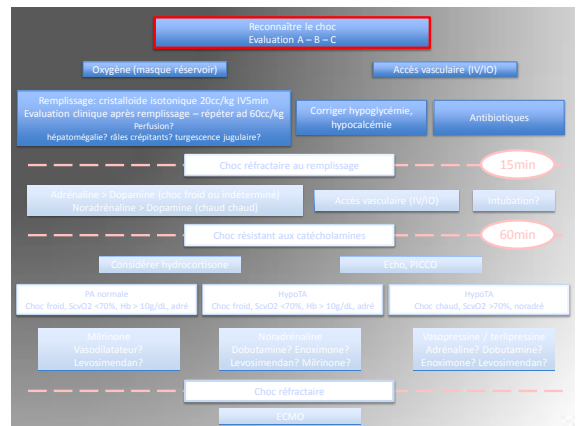 Reconnaître le choc
Evaluation A – B – C
Oxygène (masque réservoir)
Accès vasculaire (IV/IO)
Remplissage: cristalloïde isotonique 20cc/kg IV5min
Evaluation clinique après remplissage – répéter ad 60cc/kg
Perfusion?
hépatomégalie? râles crépitants? turgescence jugulaire?
Corriger hypoglycémie,
hypocalcémie
Antibiotiques
Choc réfractaire au remplissage
15min
Adrénaline > Dopamine (choc froid ou indéterminé)
Noradrénaline > Dopamine (chaud chaud)
Accès vasculaire (IV/IO)
Intubation?
Choc résistant aux catécholamines
60min
Considérer hydrocortisone
Echo, PICCO
PA normale
Choc froid, ScvO2 <70%, Hb > 10g/dL, adré
HypoTA
Choc froid, ScvO2 <70%, Hb > 10g/dL, adré
HypoTA
Choc chaud, ScvO2 >70%, noradré
Milrinone
Vasodilatateur?
Levosimendan?
Noradrénaline
Dobutamine? Enoximone?
Levosimendan? Milrinone?
Vasopressine / terlipressine
Adrénaline? Dobutamine?
Enoximone? Levosimendan?
Choc réfractaire
ECMO